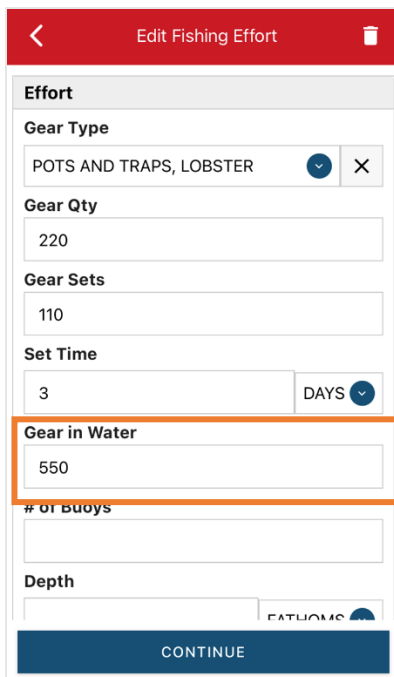 Edit Fishing Effort
Effort
Gear Type
POTS AND TRAPS, LOBSTER
Gear Qty
220
Gear Sets
110
Set Time
3 DAYS
Gear in Water
550
# of Buoys
Depth
FATHOMS
CONTINUE